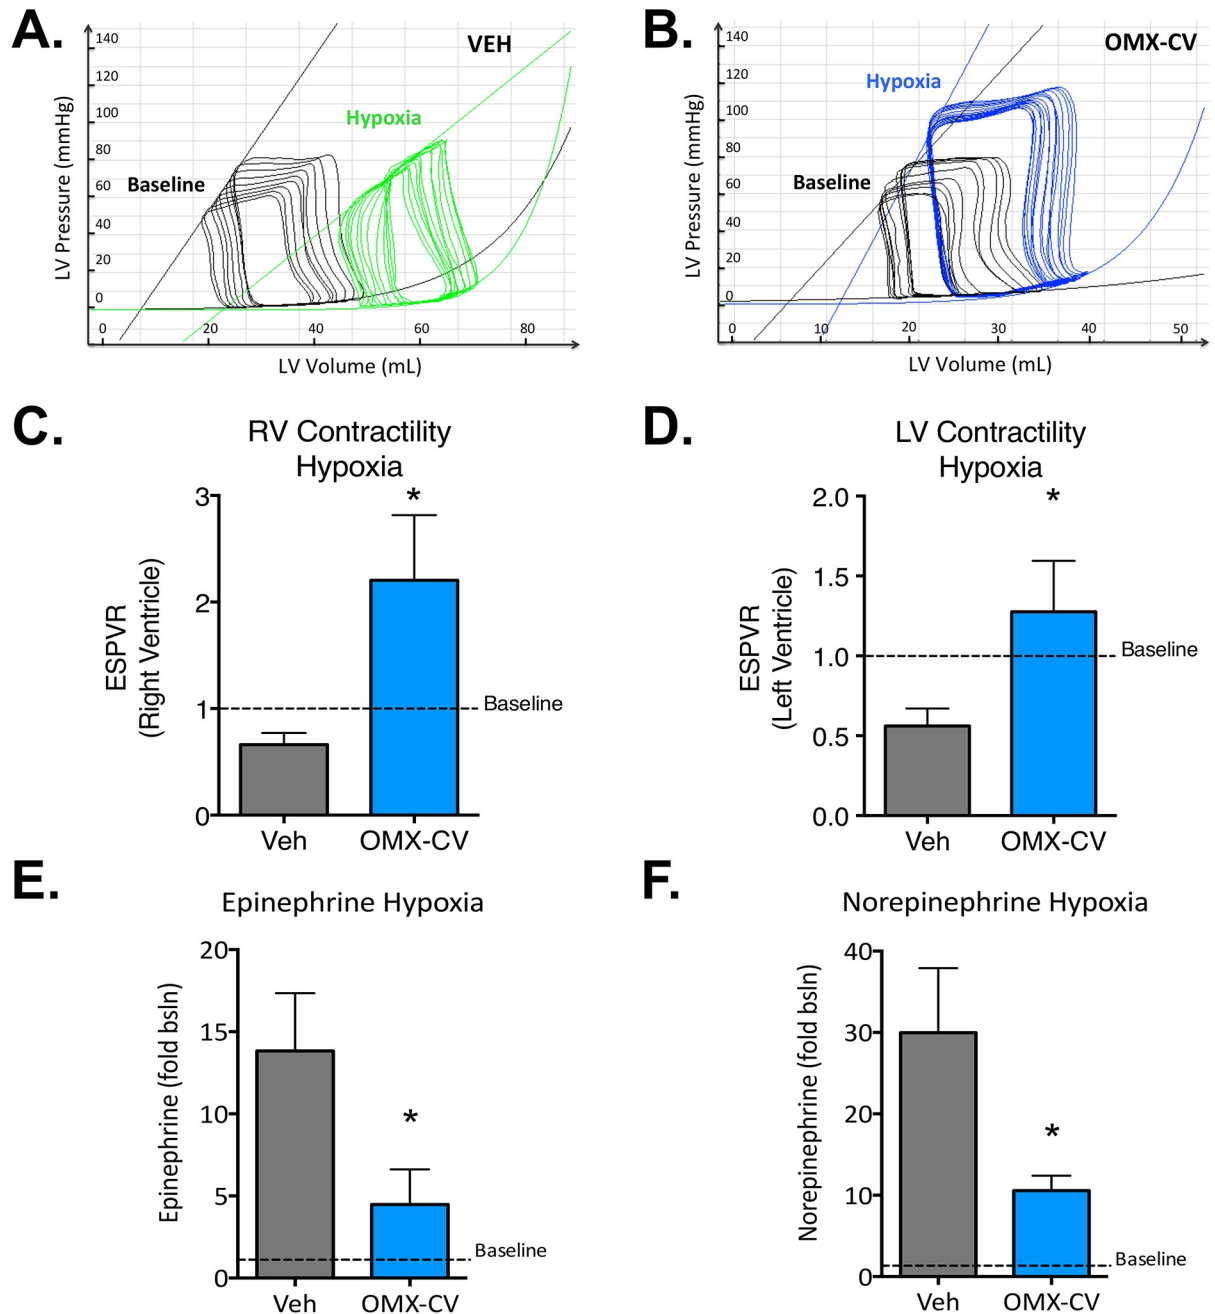 A.
VEH
Hypoxia
Baseline
LV Pressure (mmHg)
140
120
100
80
60
40
20
0
0 20 40 60 80
LV Volume (mL)
B.
OMX-CV
Hypoxia
Baseline
LV Pressure (mmHg)
140
120
100
80
60
40
20
0
0 10 20 30 40 50
LV Volume (mL)
C.
RV Contractility
Hypoxia
ESPVR
(Right Ventricle)
3
2
1
0
*
Baseline
Veh OMX-CV
D.
LV Contractility
Hypoxia
ESPVR
(Left Ventricle)
2.0
1.5
1.0
0.5
0.0
*
Baseline
Veh OMX-CV
E.
Epinephrine Hypoxia
Epinephrine (fold bsln)
20
15
10
5
0
*
Baseline
Veh OMX-CV
F.
Norepinephrine Hypoxia
Norepinephrine (fold bsln)
40
30
20
10
0
*
Baseline
Veh OMX-CV